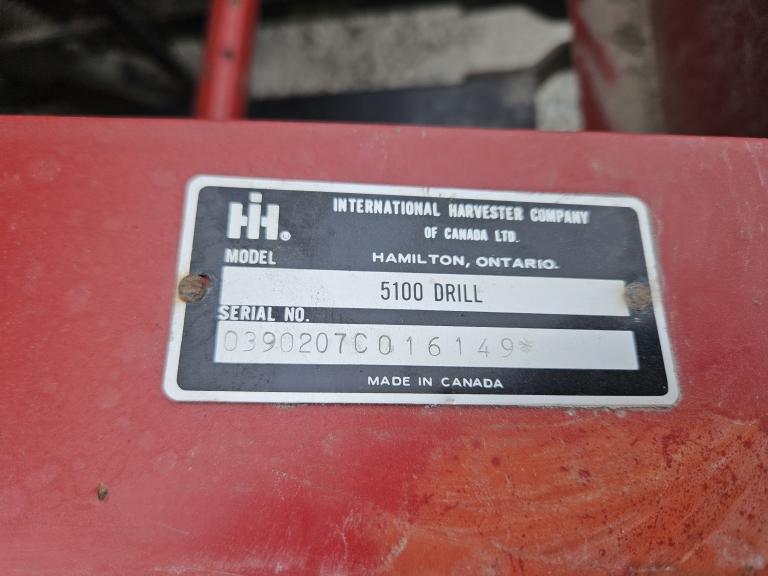 IH®
INTERNATIONAL HARVESTER COMPANY
OF CANADA LTD.
HAMILTON, ONTARIO.
MODEL
5100 DRILL
SERIAL NO.
0390207C016149*
MADE IN CANADA